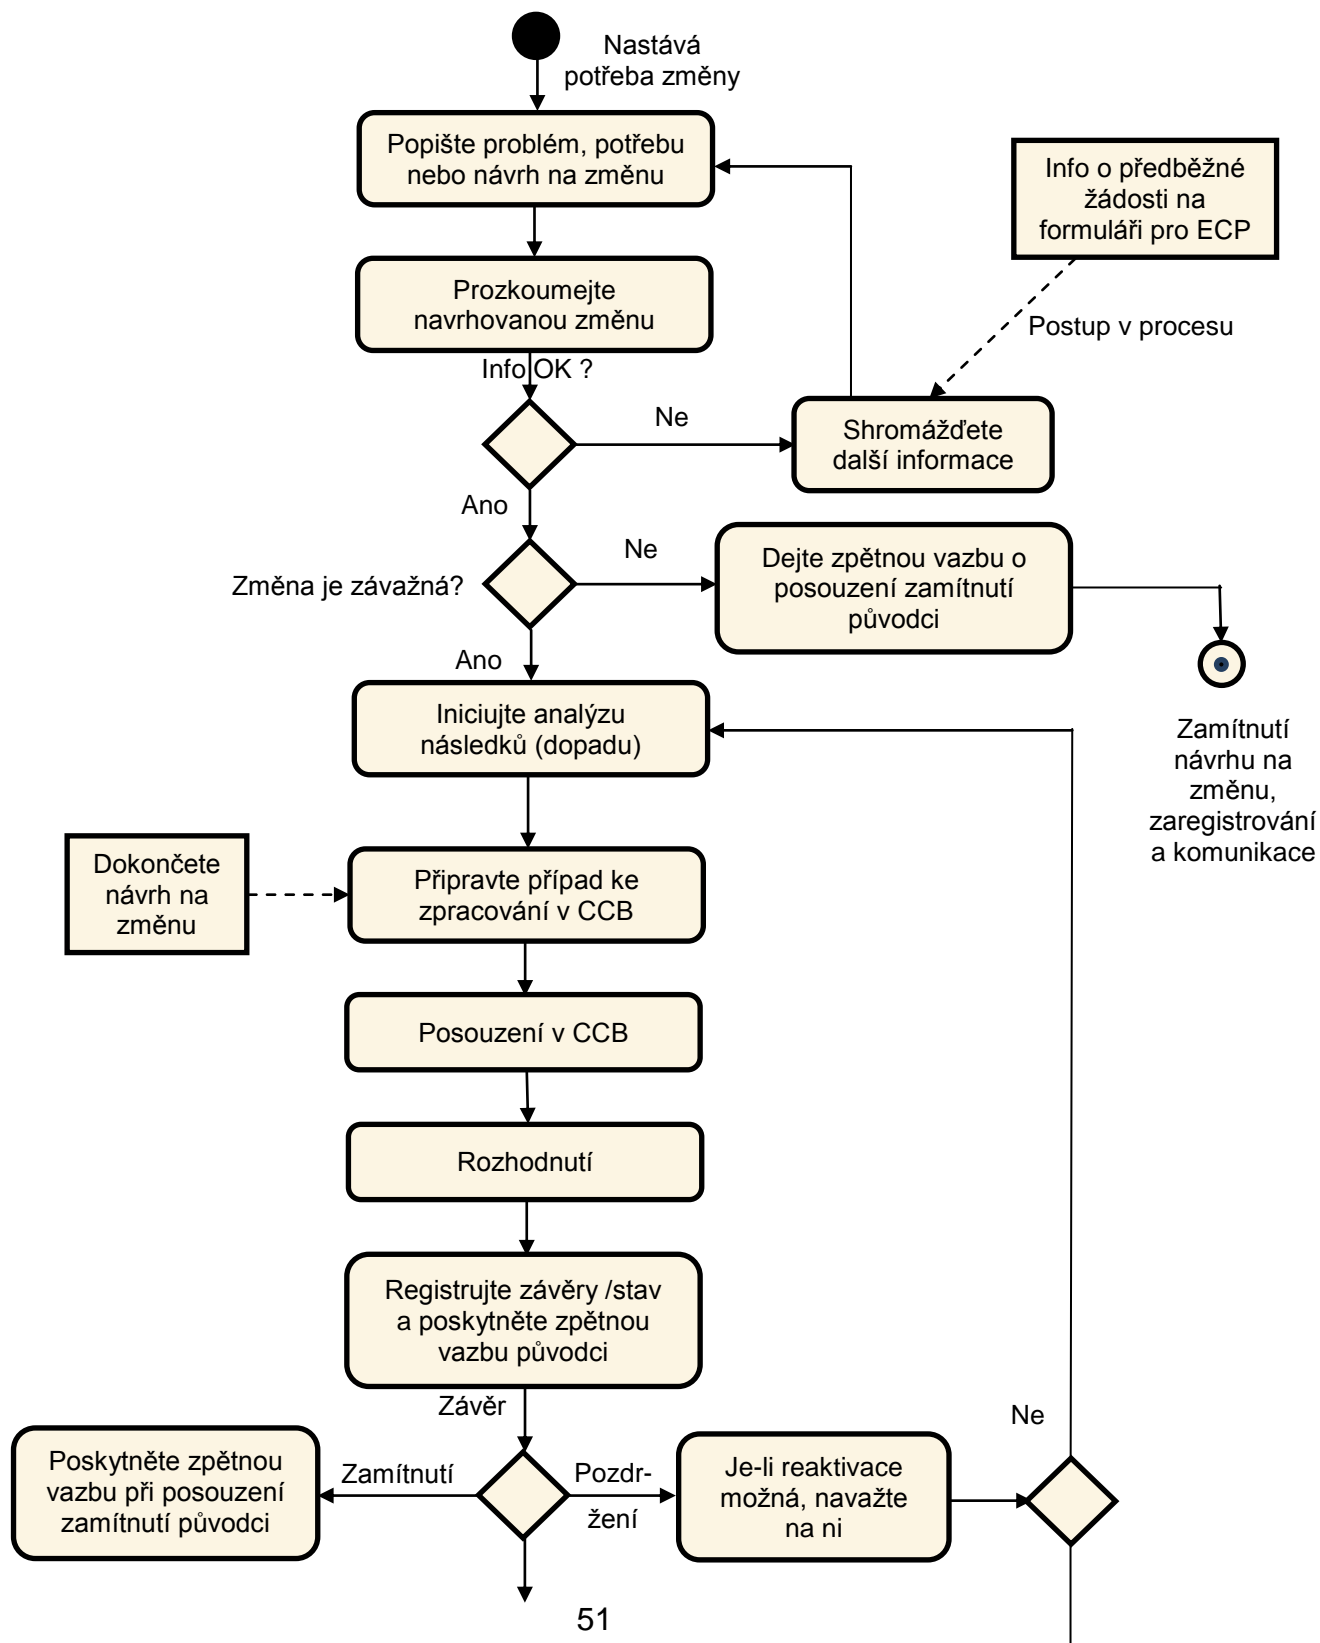 Nastává
potřeba změny
Popište problém, potřebu
nebo návrh na změnu
Info o předběžné
žádosti na
formuláři pro ECP
Prozkoumejte
navrhovanou změnu
Postup v procesu
Info OK ?
Ne
Shromážďete
další informace
Ano
Změna je závažná?
Ne
Dejte zpětnou vazbu o
posouzení zamítnutí
původci
Ano
Iniciujte analýzu
následků (dopadu)
Zamítnutí
návrhu na
změnu,
zaregistrování
a komunikace
Dokončete
návrh na
změnu
Připravte případ ke
zpracování v CCB
Posouzení v CCB
Rozhodnutí
Registrujte závěry /stav
a poskytněte zpětnou
vazbu původci
Závěr
Ne
Poskytněte zpětnou
vazbu při posouzení
zamítnutí původci
Zamítnutí
Pozdr-
žení
Je-li reaktivace
možná, navažte
na ni
51